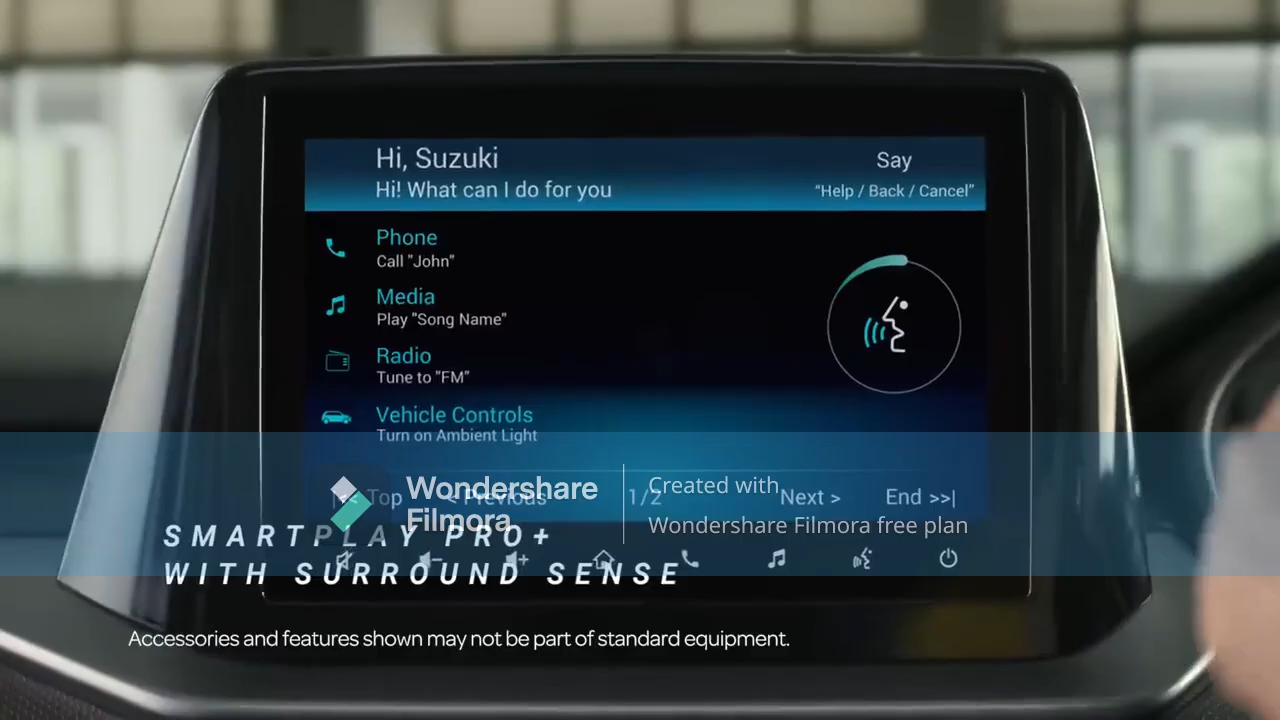 Hi, Suzuki
Hi! What can I do for you
Say
"Help / Back / Cancel"
Phone
Call "John"
Media
Play "Song Name"
Radio
Tune to "FM"
Vehicle Controls
Turn on Ambient Light
|<< Top
< Previous
1/2
Next >
End >>|
Wondershare
Filmora
Created with
Wondershare Filmora free plan
SMARTPLAY PRO+
WITH SURROUND SENSE
Accessories and features shown may not be part of standard equipment.